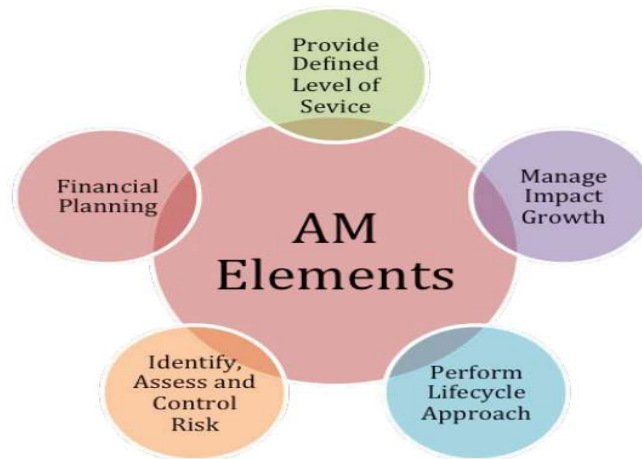 Provide
Defined
Level of
Sevice
Financial
Planning
Manage
Impact
Growth
AM
Elements
Identify,
Assess and
Control
Risk
Perform
Lifecycle
Approach